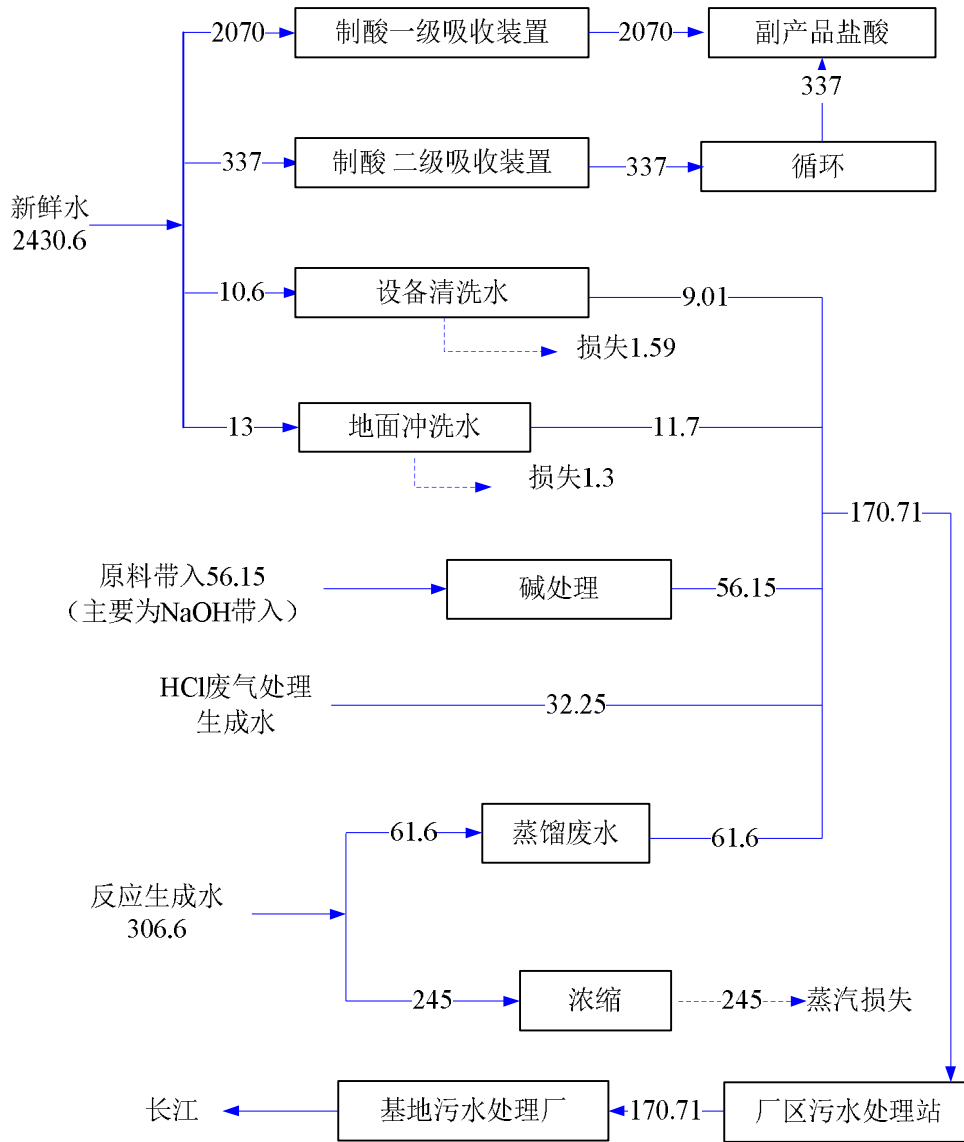 2070
制酸一级吸收装置
2070
副产品盐酸
337
337
制酸 二级吸收装置
337
循环
新鲜水
2430.6
10.6
设备清洗水
9.01
损失1.59
13
地面冲洗水
11.7
损失1.3
170.71
原料带入56.15
（主要为NaOH带入）
碱处理
56.15
HCl废气处理
生成水
32.25
61.6
蒸馏废水
61.6
反应生成水
306.6
245
浓缩
245
蒸汽损失
长江
基地污水处理厂
170.71
厂区污水处理站